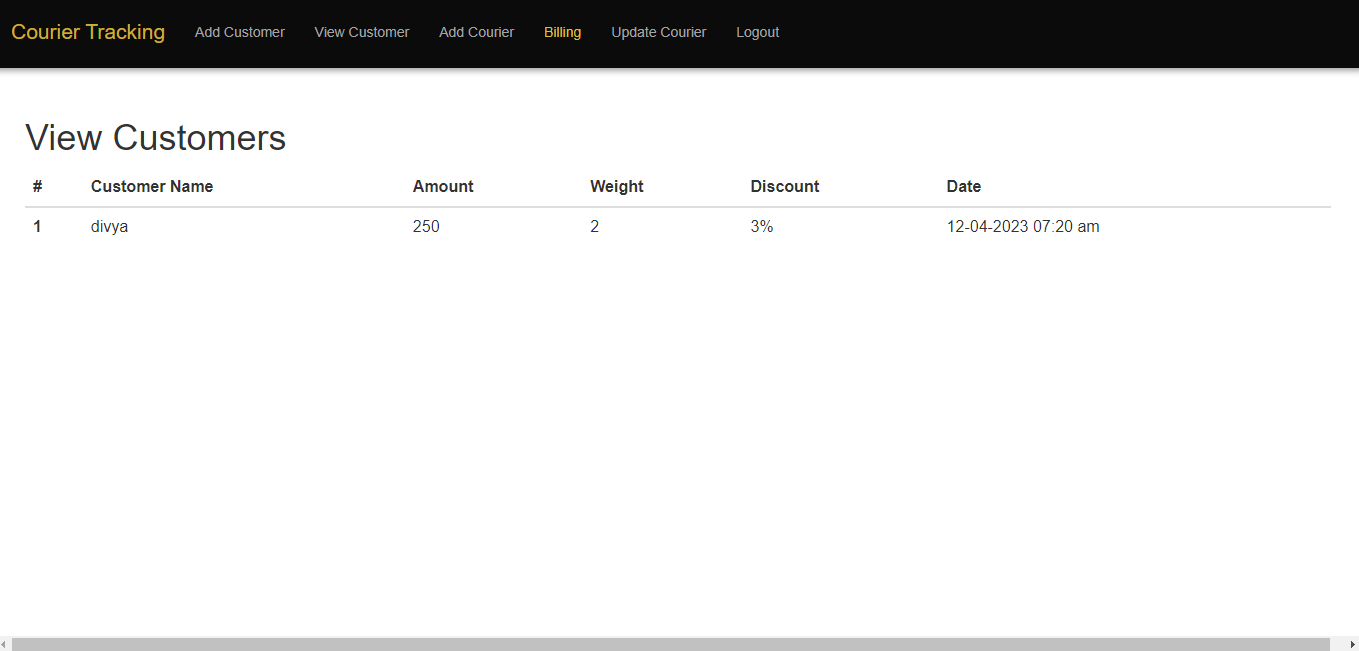 Courier Tracking Add Customer View Customer Add Courier Billing Update Courier Logout
View Customers
# Customer Name Amount Weight Discount Date
1 divya 250 2 3% 12-04-2023 07:20 am